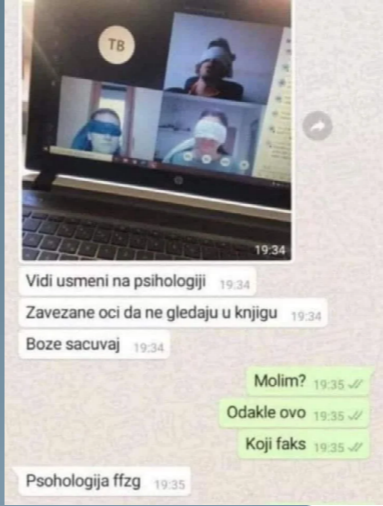 TB
19:34
Vidi usmeni na psihologiji 19:34
Zavezane oci da ne gledaju u knjigu 19:34
Boze sacuvaj 19:34
Molim? 19:35
Odakle ovo 19:35
Koji faks 19:35
Psohologija ffzg 19:35